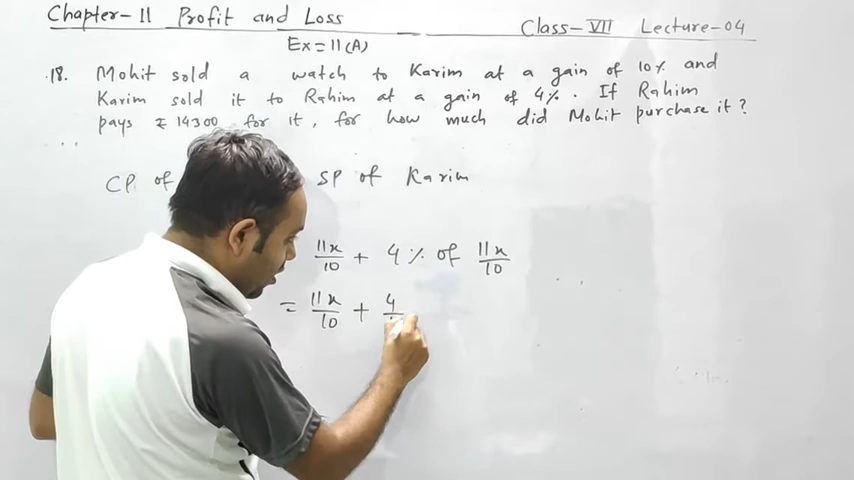 Chapter-11 Profit and Loss
Class-VII Lecture-04
Ex=11(A)
18. Mohit sold a watch to Karim at a gain of 10% and
Karim sold it to Rahim at a gain of 4%. If Rahim
pays ₹ 14300 for it, for how much did Mohit purchase it?
CP of SP of Karim
11x/10 + 4% of 11x/10
= 11x/10 + 4/